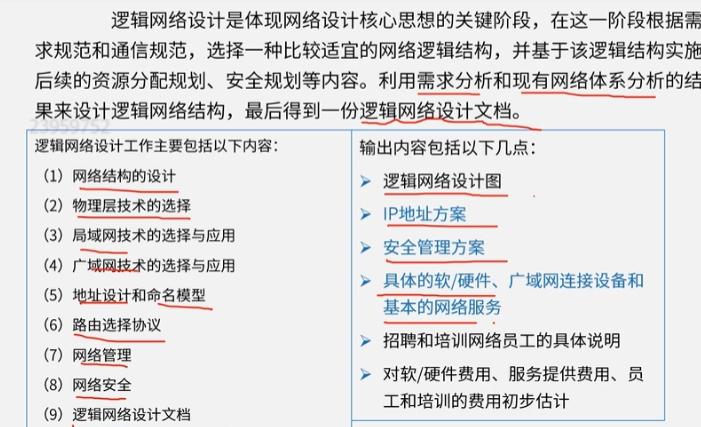 逻辑网络设计是体现网络设计核心思想的关键阶段，在这一阶段根据需
求规范和通信规范，选择一种比较适宜的网络逻辑结构，并基于该逻辑结构实施
后续的资源分配规划、安全规划等内容。利用需求分析和现有网络体系分析的结
果来设计逻辑网络结构，最后得到一份逻辑网络设计文档。
23959752
逻辑网络设计工作主要包括以下内容：
（1）网络结构的设计
（2）物理层技术的选择
（3）局域网技术的选择与应用
（4）广域网技术的选择与应用
（5）地址设计和命名模型
（6）路由选择协议
（7）网络管理
（8）网络安全
（9）逻辑网络设计文档
输出内容包括以下几点：
➢ 逻辑网络设计图
➢ IP地址方案
➢ 安全管理方案
➢ 具体的软/硬件、广域网连接设备和
基本的网络服务
➢ 招聘和培训网络员工的具体说明
➢ 对软/硬件费用、服务提供费用、员
工和培训的费用初步估计